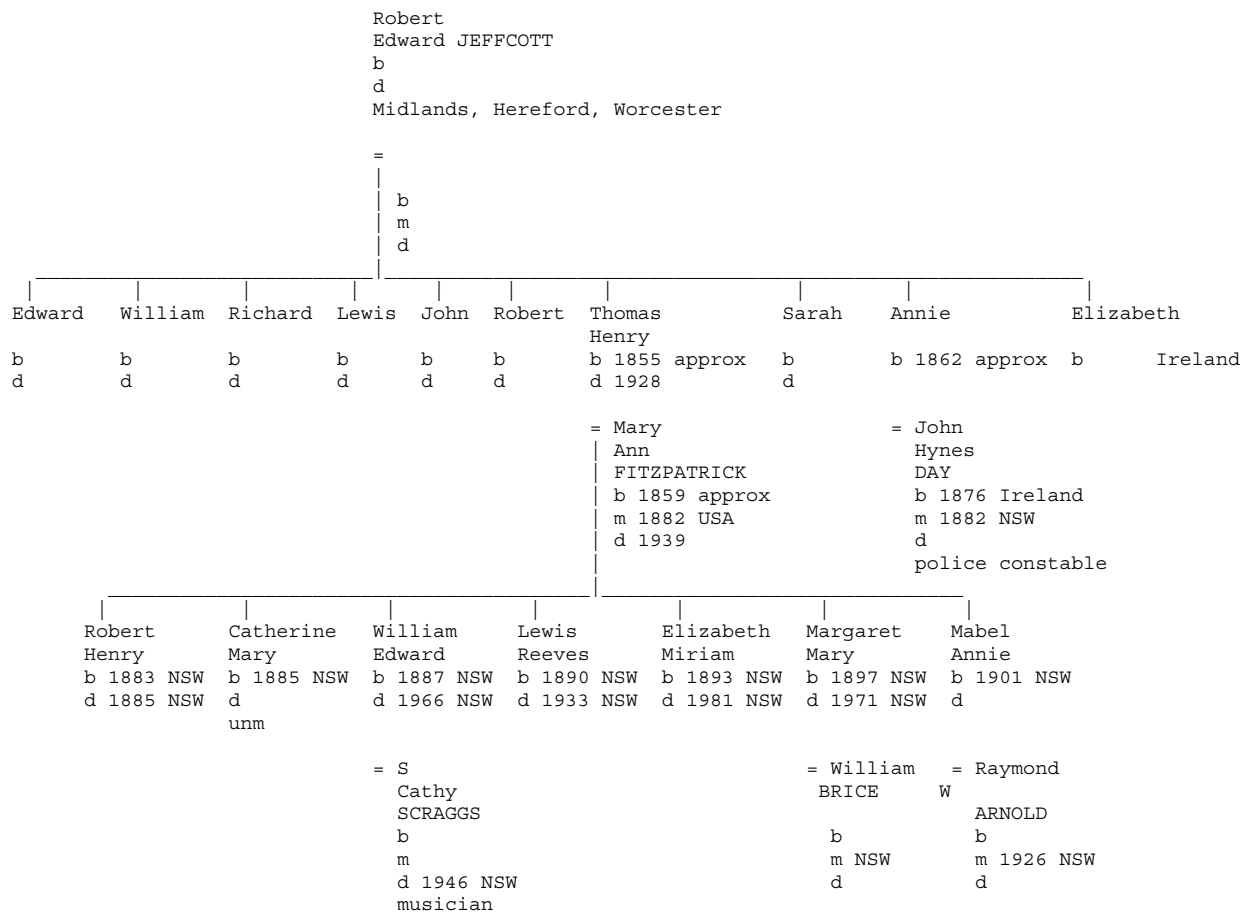 Robert
Edward JEFFCOTT
b
d
Midlands, Hereford, Worcester
=
b
m
d
Edward William Richard Lewis John Robert Thomas Sarah Annie Elizabeth
Henry
b b b b b b b 1855 approx b b 1862 approx b Ireland
d d d d d d d 1928 d
= Mary = John
Ann Hynes
FITZPATRICK DAY
b 1859 approx b 1876 Ireland
m 1882 USA m 1882 NSW
d 1939 d
police constable
Robert Catherine William Lewis Elizabeth Margaret Mabel
Henry Mary Edward Reeves Miriam Mary Annie
b 1883 NSW b 1885 NSW b 1887 NSW b 1890 NSW b 1893 NSW b 1897 NSW b 1901 NSW
d 1885 NSW d d 1966 NSW d 1933 NSW d 1981 NSW d 1971 NSW d
unm
= S = William = Raymond
Cathy BRICE W
SCRAGGS ARNOLD
b b b
m m NSW m 1926 NSW
d 1946 NSW d d
musician